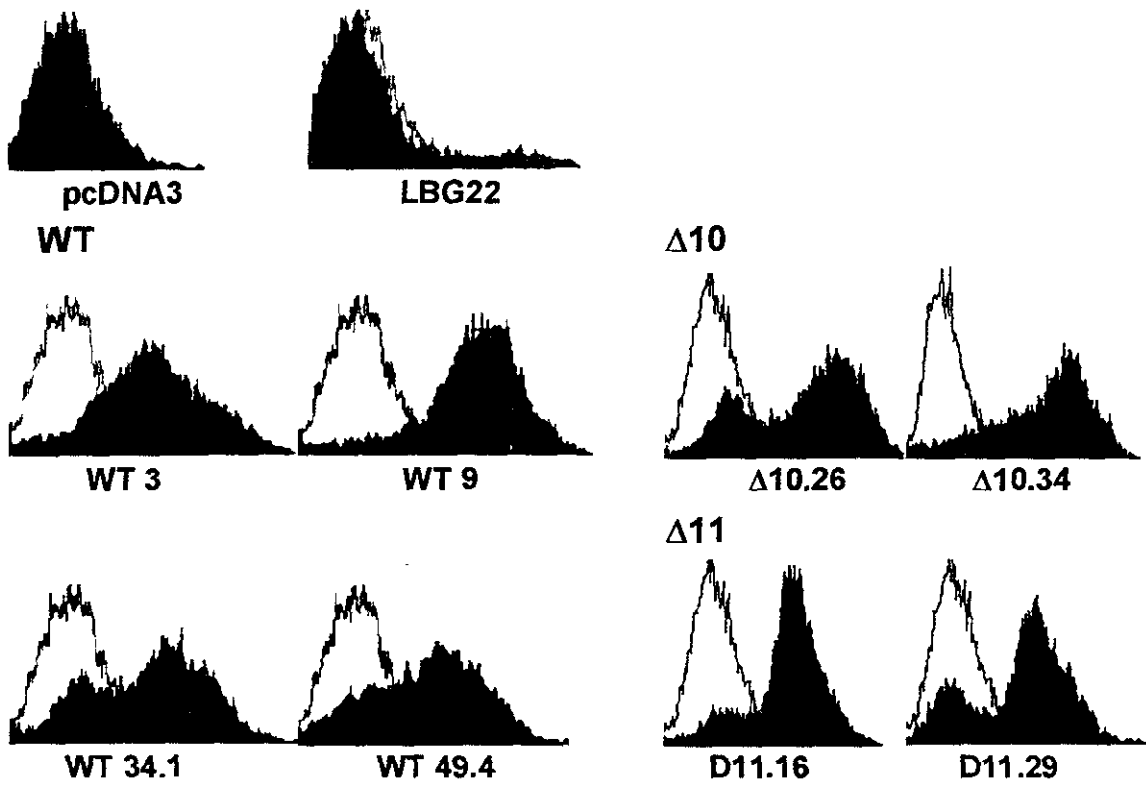 pcDNA3 LBG22
WT Δ10
WT 3 WT 9 Δ10.26 Δ10.34
Δ11
WT 34.1 WT 49.4 D11.16 D11.29